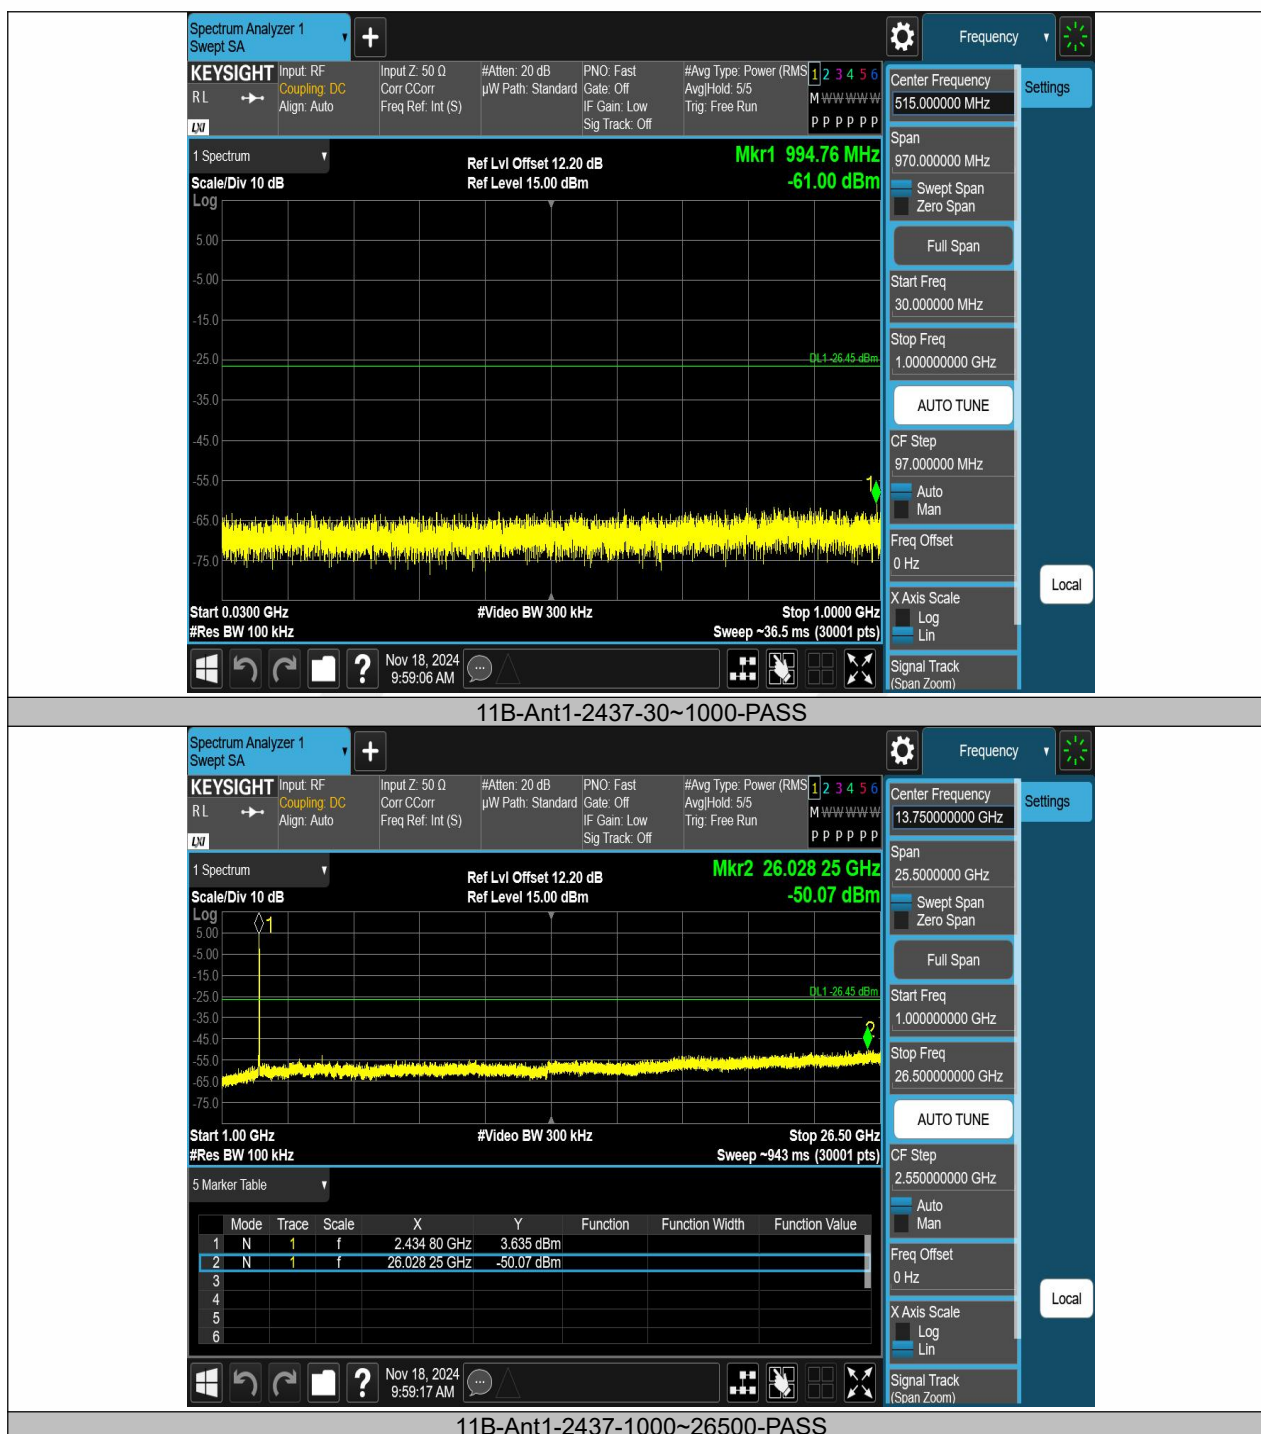 Spectrum Analyzer 1
Swept SA
+
Frequency
KEYSIGHT Input: RF
Coupling: DC
Align: Auto
R L
LXI
Input Z: 50 Ω
Corr CCorr
Freq Ref: Int (S)
#Atten: 20 dB
µW Path: Standard
PNO: Fast
Gate: Off
IF Gain: Low
Sig Track: Off
#Avg Type: Power (RMS
Avg|Hold: 5/5
Trig: Free Run
1 2 3 4 5 6
M W W W W W
P P P P P P
Center Frequency
515.000000 MHz
Settings
Span
970.000000 MHz
Swept Span
Zero Span
Full Span
Start Freq
30.000000 MHz
Stop Freq
1.000000000 GHz
AUTO TUNE
CF Step
97.000000 MHz
Auto
Man
Freq Offset
0 Hz
X Axis Scale
Log
Lin
Signal Track
(Span Zoom)
Local
1 Spectrum
Scale/Div 10 dB
Log
Ref Lvl Offset 12.20 dB
Ref Level 15.00 dBm
Mkr1 994.76 MHz
-61.00 dBm
5.00
-5.00
-15.0
-25.0
DL1 -26.45 dBm
-35.0
-45.0
-55.0
1
-65.0
-75.0
Start 0.0300 GHz
#Res BW 100 kHz
#Video BW 300 kHz
Stop 1.0000 GHz
Sweep ~36.5 ms (30001 pts)
?
Nov 18, 2024
9:59:06 AM
11B-Ant1-2437-30~1000-PASS
Spectrum Analyzer 1
Swept SA
+
Frequency
KEYSIGHT Input: RF
Coupling: DC
Align: Auto
R L
LXI
Input Z: 50 Ω
Corr CCorr
Freq Ref: Int (S)
#Atten: 20 dB
µW Path: Standard
PNO: Fast
Gate: Off
IF Gain: Low
Sig Track: Off
#Avg Type: Power (RMS
Avg|Hold: 5/5
Trig: Free Run
1 2 3 4 5 6
M W W W W W
P P P P P P
Center Frequency
13.750000000 GHz
Settings
Span
25.5000000 GHz
Swept Span
Zero Span
Full Span
Start Freq
1.000000000 GHz
Stop Freq
26.500000000 GHz
AUTO TUNE
CF Step
2.550000000 GHz
Auto
Man
Freq Offset
0 Hz
X Axis Scale
Log
Lin
Signal Track
(Span Zoom)
Local
1 Spectrum
Scale/Div 10 dB
Log
Ref Lvl Offset 12.20 dB
Ref Level 15.00 dBm
Mkr2 26.028 25 GHz
-50.07 dBm
1
5.00
-5.00
-15.0
-25.0
DL1 -26.45 dBm
-35.0
2
-45.0
-55.0
-65.0
-75.0
Start 1.00 GHz
#Res BW 100 kHz
#Video BW 300 kHz
Stop 26.50 GHz
Sweep ~943 ms (30001 pts)
5 Marker Table
Mode Trace Scale X Y Function Function Width Function Value
1 N 1 f 2.434 80 GHz 3.635 dBm
2 N 1 f 26.028 25 GHz -50.07 dBm
3
4
5
6
?
Nov 18, 2024
9:59:17 AM
11B-Ant1-2437-1000~26500-PASS